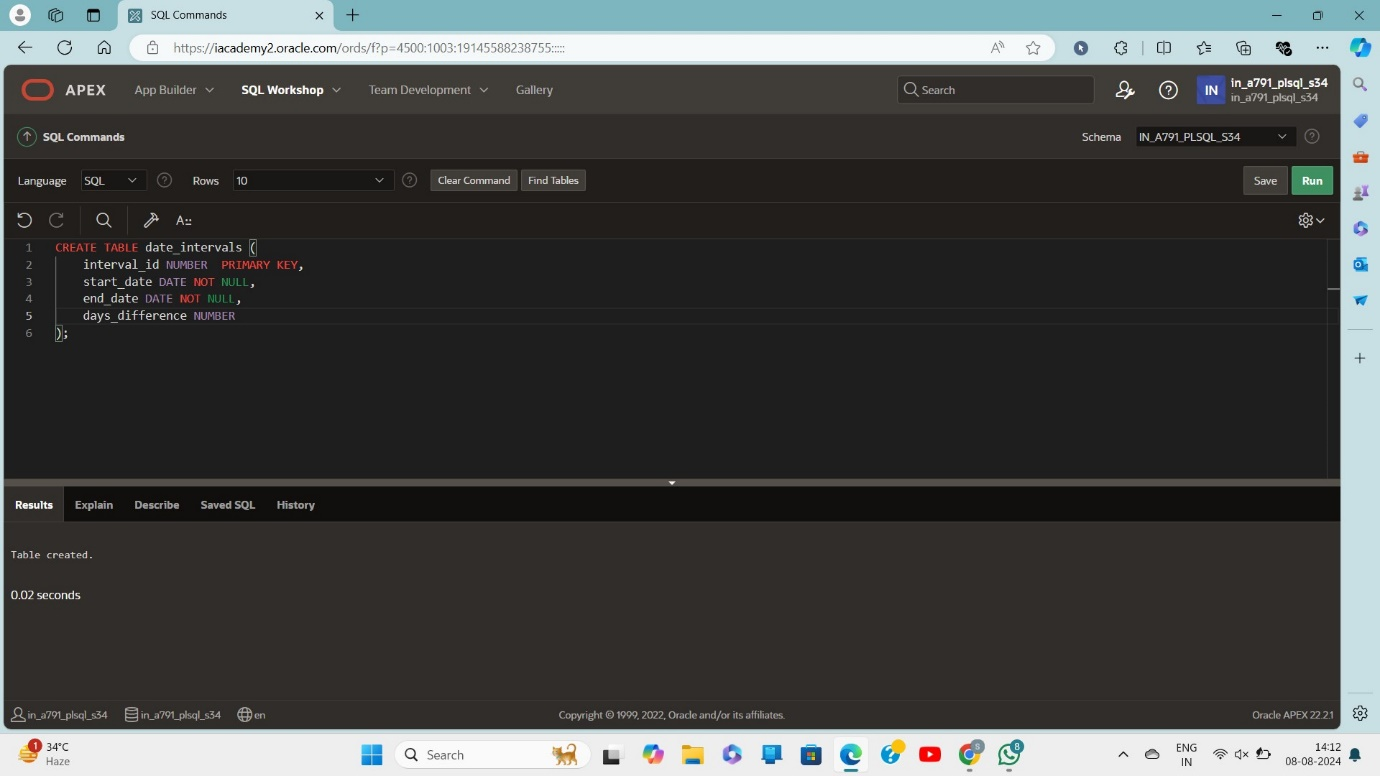 SQL Commands
https://iacademy2.oracle.com/ords/f?p=4500:1003:19145588238755:::::
APEX App Builder SQL Workshop Team Development Gallery Search IN in_a791_plsql_s34
in_a791_plsql_s34
SQL Commands Schema IN_A791_PLSQL_S34
Language SQL Rows 10 Clear Command Find Tables Save Run
A::
1 CREATE TABLE date_intervals (
2 interval_id NUMBER PRIMARY KEY,
3 start_date DATE NOT NULL,
4 end_date DATE NOT NULL,
5 days_difference NUMBER
6 );
Results Explain Describe Saved SQL History
Table created.
0.02 seconds
in_a791_plsql_s34 in_a791_plsql_s34 en Copyright © 1999, 2022, Oracle and/or its affiliates. Oracle APEX 22.2.1
1 34°C
Haze
Search
8
ENG
IN
14:12
08-08-2024